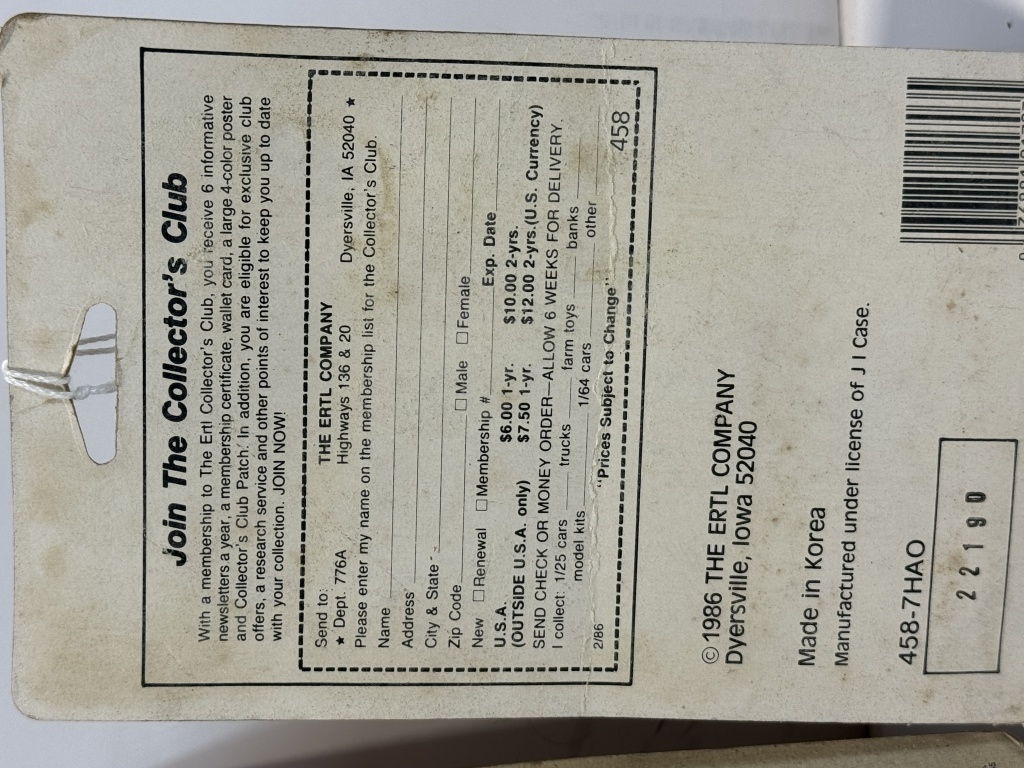 Join The Collector's Club
With a membership to The Ertl Collector's Club, you receive 6 informative
newsletters a year, a membership certificate, wallet card, a large 4-color poster
and Collector's Club Patch. In addition, you are eligible for exclusive club
offers, a research service and other points of interest to keep you up to date
with your collection. JOIN NOW!
Send to: THE ERTL COMPANY
★ Dept. 776A Highways 136 & 20 Dyersville, IA 52040 ★
Please enter my name on the membership list for the Collector's Club.
Name
Address
City & State
Zip Code □ Male □ Female
New □ Renewal □ Membership # Exp. Date
U.S.A. $6.00 1-yr. $10.00 2-yrs.
(OUTSIDE U.S.A. only) $7.50 1-yr. $12.00 2-yrs. (U.S. Currency)
SEND CHECK OR MONEY ORDER—ALLOW 6 WEEKS FOR DELIVERY.
I collect: 1/25 cars trucks farm toys banks
model kits 1/64 cars other
2/86 "Prices Subject to Change" 458
© 1986 THE ERTL COMPANY
Dyersville, Iowa 52040
Made in Korea
Manufactured under license of J I Case.
458-7HAO
2 2 1 9 0